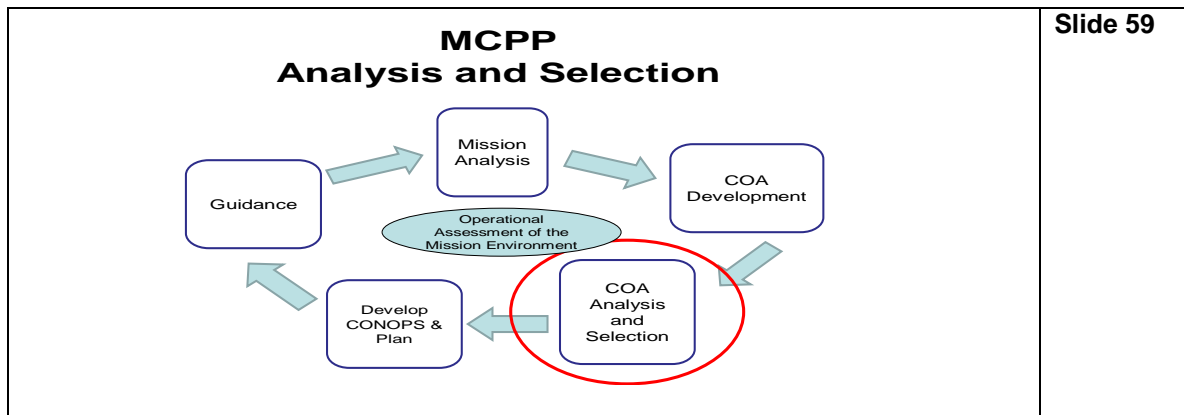 MCPP
Analysis and Selection
Slide 59
Mission
Analysis
COA
Development
Guidance
Operational
Assessment of the
Mission Environment
COA
Analysis
and
Selection
Develop
CONOPS &
Plan